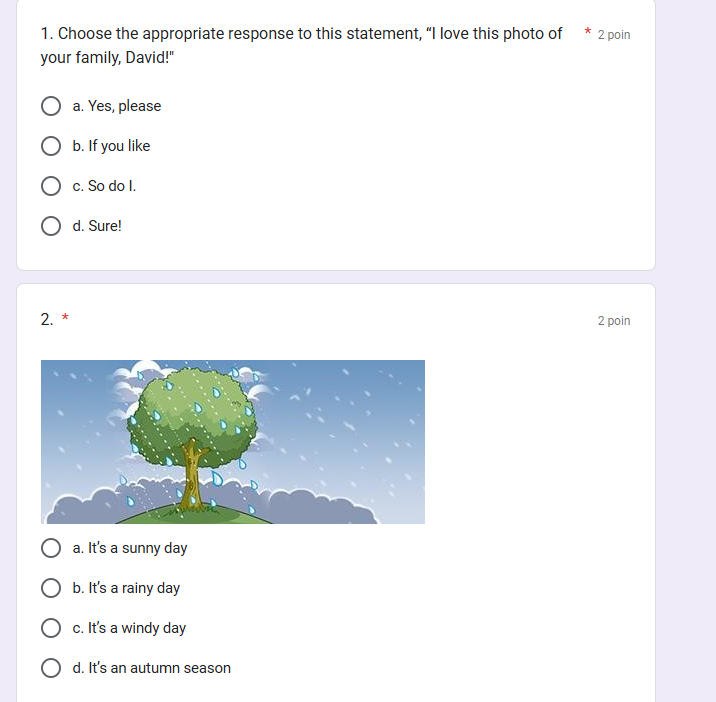 1. Choose the appropriate response to this statement, “I love this photo of * 2 poin
your family, David!"
a. Yes, please
b. If you like
c. So do I.
d. Sure!
2. * 2 poin
a. It's a sunny day
b. It's a rainy day
c. It's a windy day
d. It's an autumn season